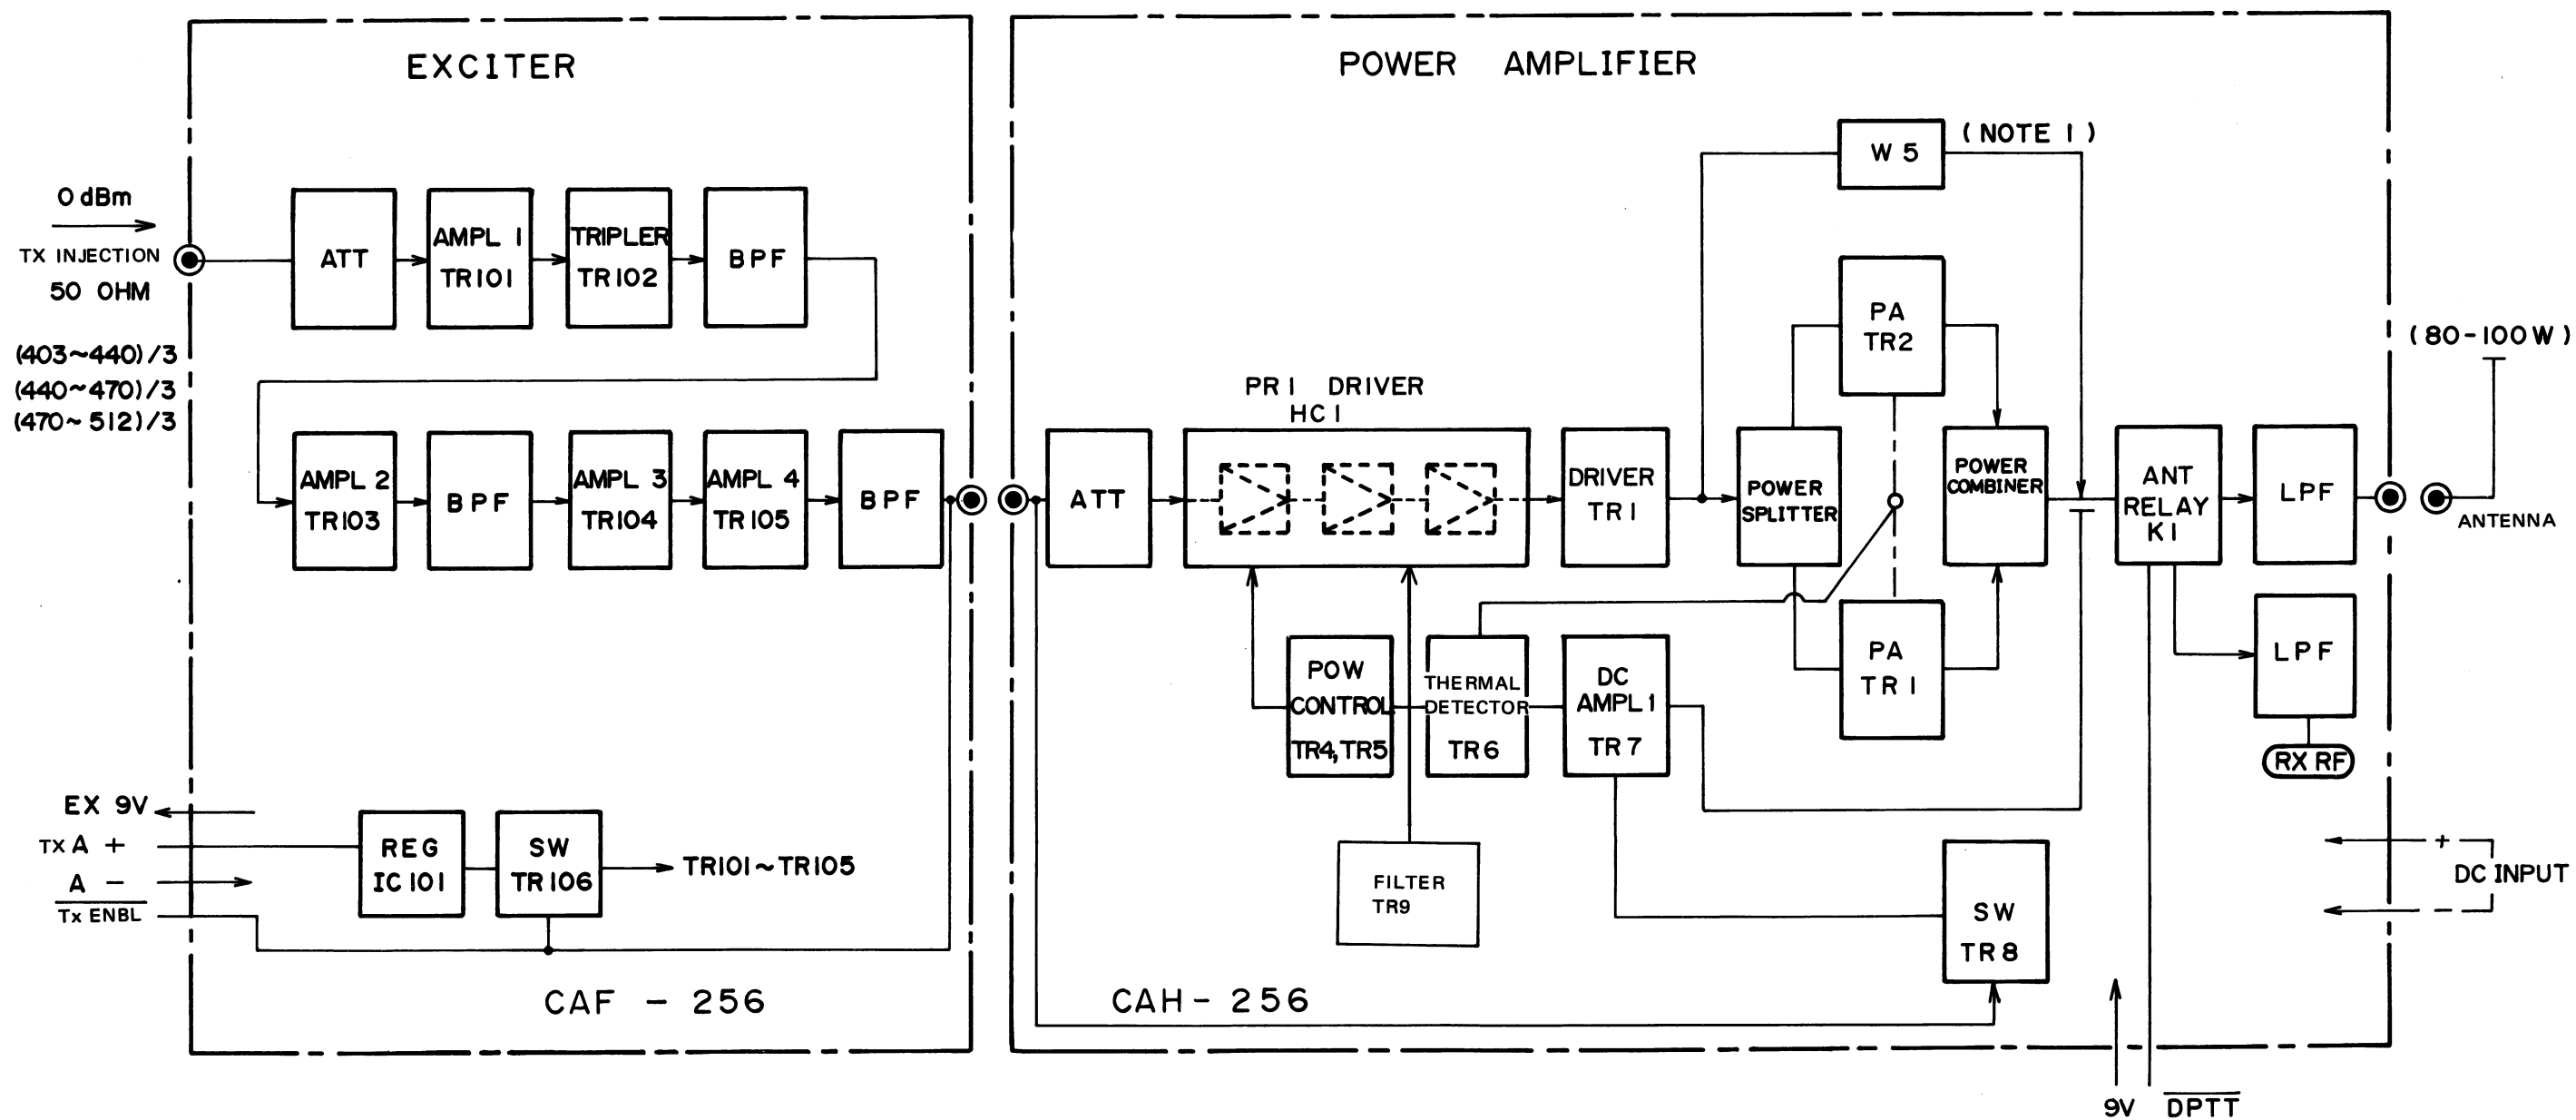 EXCITER
0 dBm
TX INJECTION
50 OHM
(403~440)/3
(440~470)/3
(470~512)/3
ATT
AMPL 1
TR101
TRIPLER
TR102
BPF
AMPL 2
TR103
BPF
AMPL 3
TR104
AMPL 4
TR105
BPF
EX 9V
TX A +
A -
Tx ENBL
REG
IC101
SW
TR106
TR101~TR105
CAF - 256
POWER AMPLIFIER
ATT
PRI DRIVER
HC1
DRIVER
TR1
W5
(NOTE 1)
POWER
SPLITTER
PA
TR2
PA
TR1
POWER
COMBINER
ANT
RELAY
K1
LPF
LPF
RX RF
(80-100W)
ANTENNA
POW
CONTROL
TR4, TR5
THERMAL
DETECTOR
TR6
DC
AMPL1
TR7
FILTER
TR9
SW
TR8
+
DC INPUT
-
CAH- 256
9V
DPTT